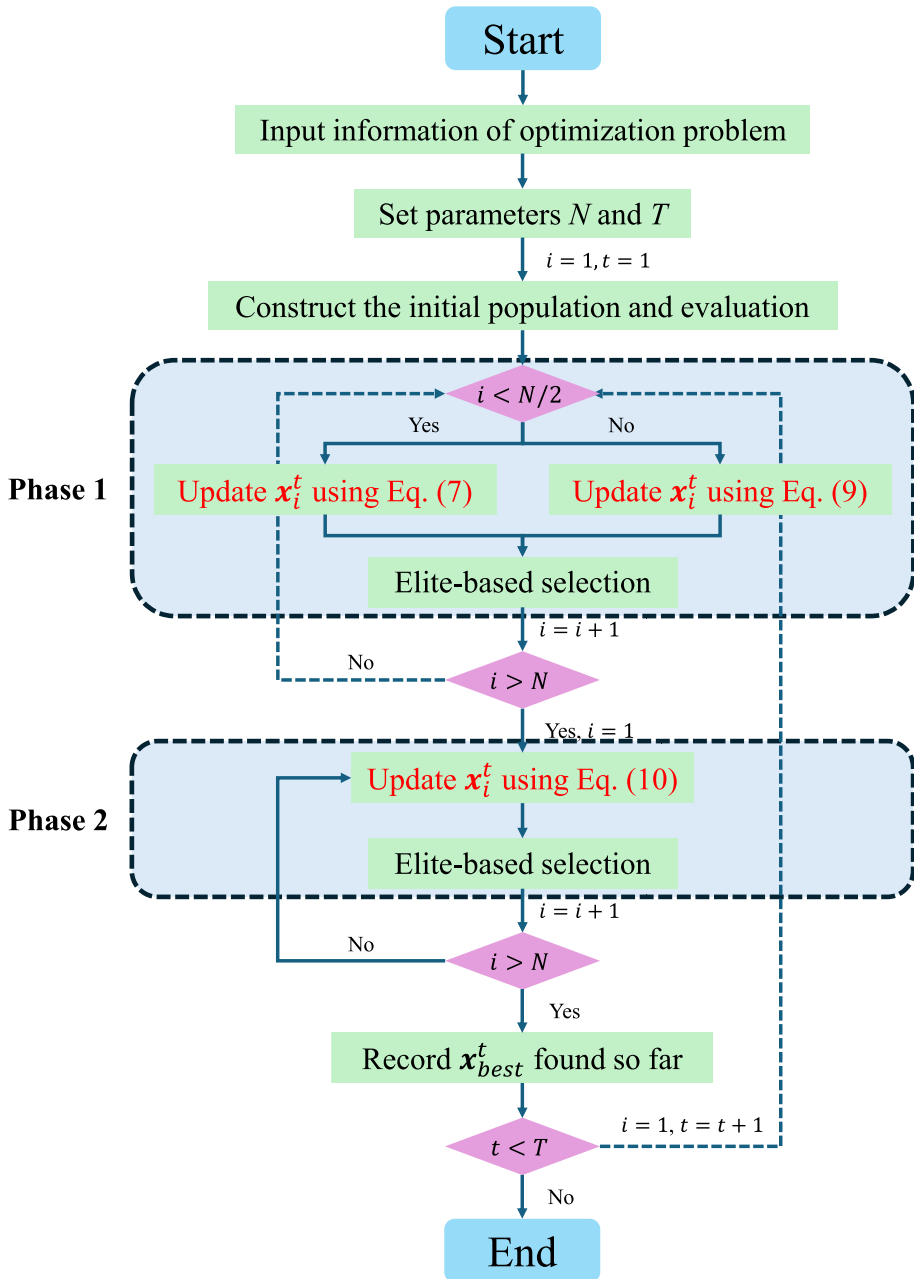 Start
Input information of optimization problem
Set parameters N and T
i = 1, t = 1
Construct the initial population and evaluation
i < N/2
Yes
No
Phase 1
Update x_i^t using Eq. (7)
Update x_i^t using Eq. (9)
Elite-based selection
i = i + 1
No
i > N
Yes, i = 1
Update x_i^t using Eq. (10)
Phase 2
Elite-based selection
i = i + 1
No
i > N
Yes
Record x_best^t found so far
i = 1, t = t + 1
t < T
No
End